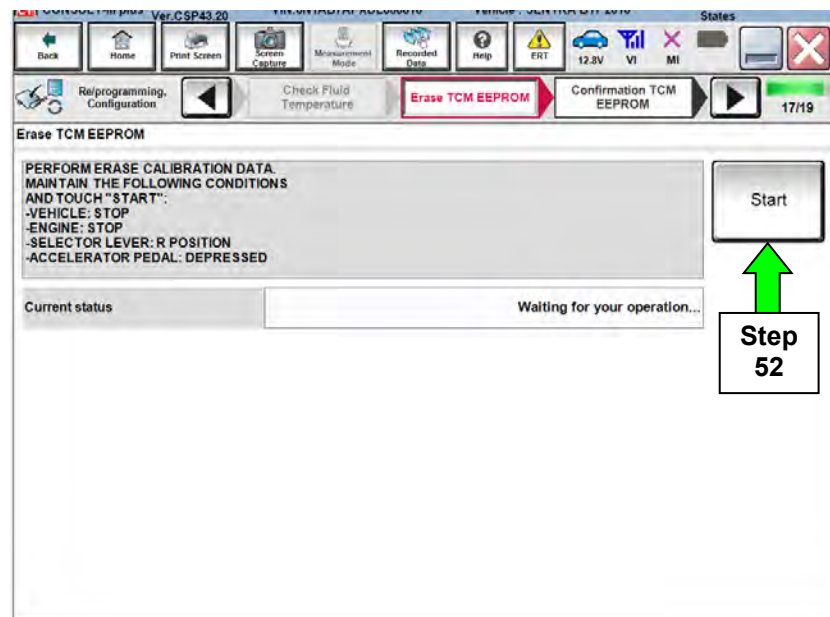 Ver.CSP43.20
States
Back
Home
Print Screen
Screen Capture
Measurement Mode
Recorded Data
Help
ERT
12.8V
VI
MI
Re/programming, Configuration
Check Fluid Temperature
Erase TCM EEPROM
Confirmation TCM EEPROM
17/19
Erase TCM EEPROM
PERFORM ERASE CALIBRATION DATA.
MAINTAIN THE FOLLOWING CONDITIONS
AND TOUCH "START":
-VEHICLE: STOP
-ENGINE: STOP
-SELECTOR LEVER: R POSITION
-ACCELERATOR PEDAL: DEPRESSED
Start
Current status
Waiting for your operation...
Step
52